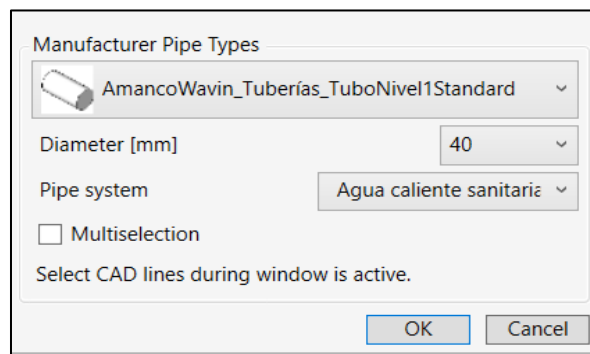 Manufacturer Pipe Types
AmancoWavin_Tuberías_TuboNivel1Standard
Diameter [mm] 40
Pipe system Agua caliente sanitaria
Multiselection
Select CAD lines during window is active.
OK Cancel